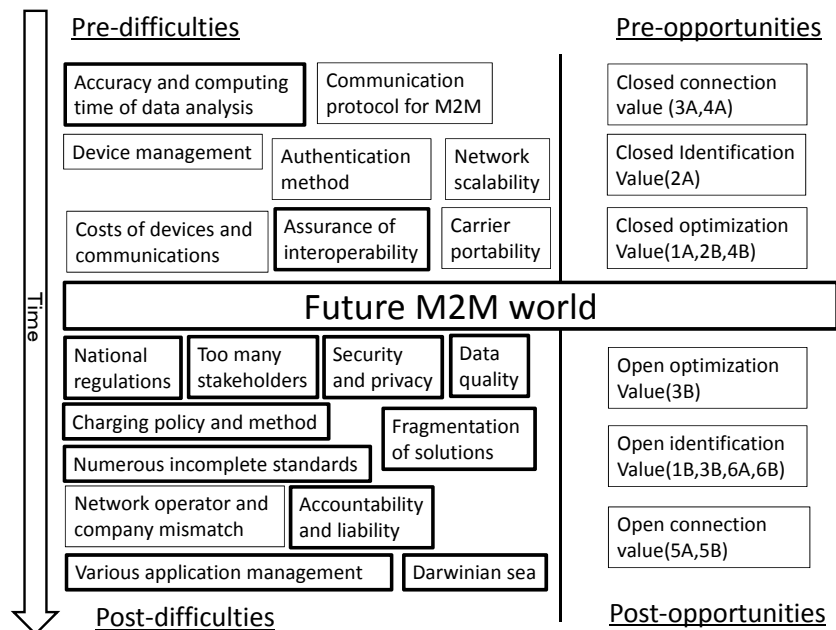 Pre-difficulties
Pre-opportunities
Accuracy and computing
time of data analysis
Communication
protocol for M2M
Closed connection
value (3A,4A)
Device management
Authentication
method
Network
scalability
Closed Identification
Value(2A)
Costs of devices and
communications
Assurance of
interoperability
Carrier
portability
Closed optimization
Value(1A,2B,4B)
Time
Future M2M world
National
regulations
Too many
stakeholders
Security
and privacy
Data
quality
Open optimization
Value(3B)
Charging policy and method
Fragmentation
of solutions
Numerous incomplete standards
Open identification
Value(1B,3B,6A,6B)
Network operator and
company mismatch
Accountability
and liability
Open connection
value(5A,5B)
Various application management
Darwinian sea
Post-difficulties
Post-opportunities